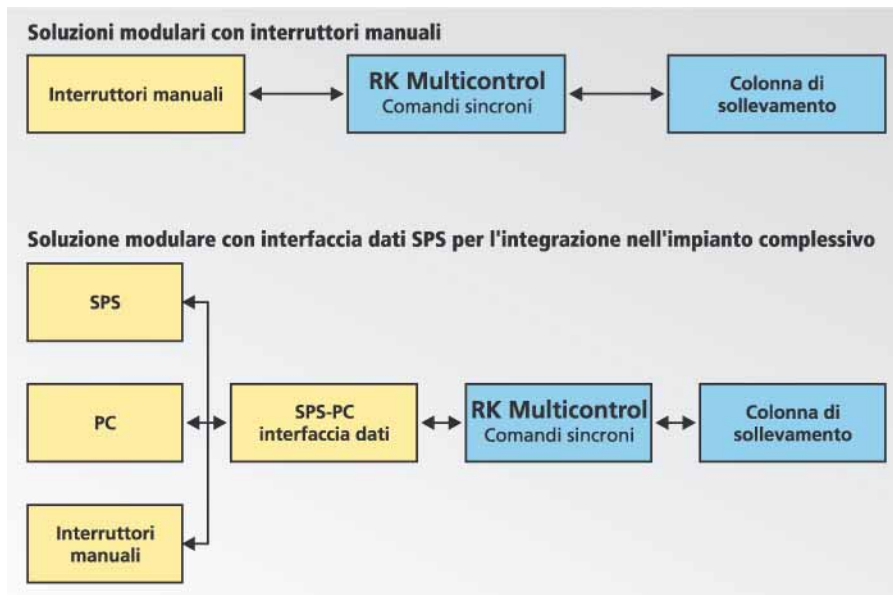 Soluzioni modulari con interruttori manuali
Interruttori manuali
RK Multicontrol
Comandi sincroni
Colonna di
sollevamento
Soluzione modulare con interfaccia dati SPS per l'integrazione nell'impianto complessivo
SPS
PC
SPS-PC
interfaccia dati
RK Multicontrol
Comandi sincroni
Colonna di
sollevamento
Interruttori
manuali